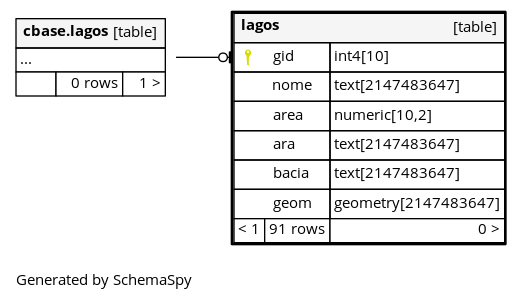 cbase.lagos [table]
...
0 rows 1 >
lagos [table]
gid int4[10]
nome text[2147483647]
area numeric[10,2]
ara text[2147483647]
bacia text[2147483647]
geom geometry[2147483647]
< 1 91 rows 0 >
Generated by SchemaSpy